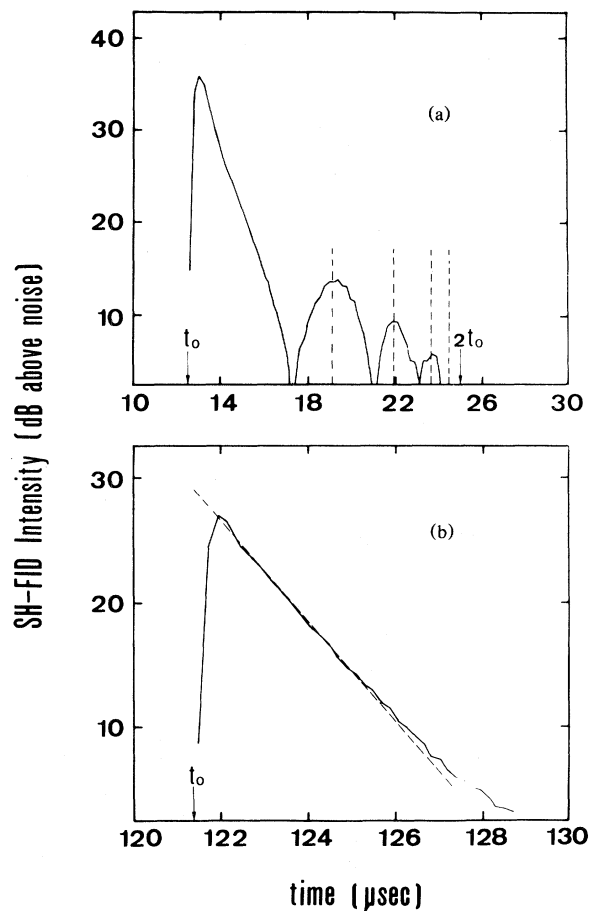 40
30
20
10
(a)
t₀
2t₀
10 14 18 22 26 30
SH-FID Intensity (dB above noise)
30
20
10
(b)
t₀
120 122 124 126 128 130
time (μsec)